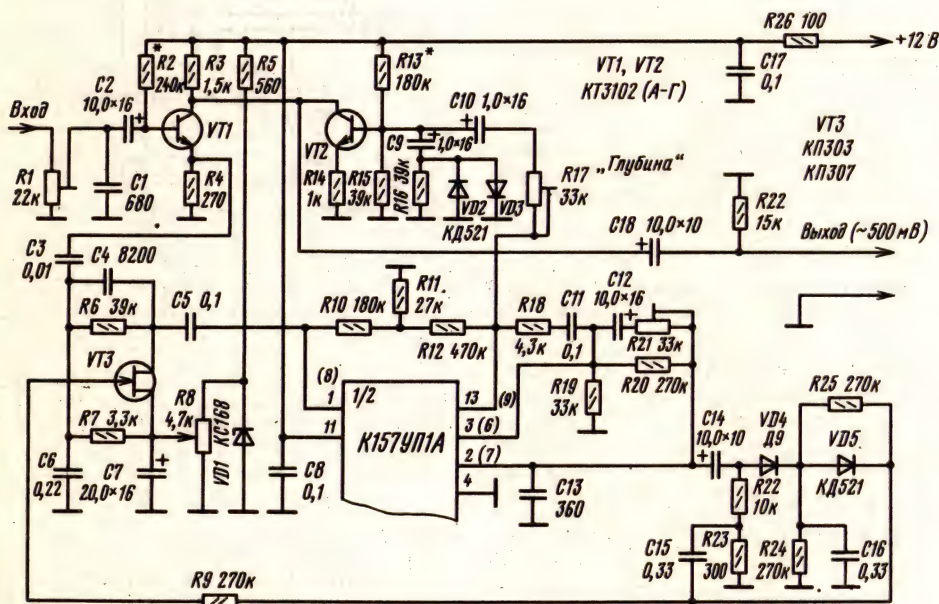 R26 100
+12 В
C17
0,1
* R2
240к
R3
1,5к
R5
560
R13*
180к
VT1, VT2
КТ3102 (А-Г)
C2
10,0×16
+
C10 1,0×16
+
Вход
VT1
VT2
C9
+
1,0×16
VT3
КП303
КП307
R1
22к
C1
680
R4
270
R14
1к
R15
39к
R16 39к
VD2
VD3
КД521
R17
33к
„Глубина“
R22
15к
C18 10,0×10
+
Выход (~500 мВ)
C3
0,01
C4 8200
R6 39к
C5 0,1
R10 180к
R11
27к
R12 470к
R18
4,3к
C11
0,1
C12
10,0×16
+
R21 33к
R20 270к
R19
33к
VT3
R7 3,3к
R8
4,7к
КС168
VD1
(8)
1
11
1/2
К157УП1А
13 (9)
3 (6)
2 (7)
4
C14
10,0×10
+
VD4
Д9
R25 270к
VD5
КД521
C6
0,22
C7
20,0×16
+
C8
0,1
C13
360
R22
10к
C15
0,33
R23
300
R24
270к
C16
0,33
R9 270к